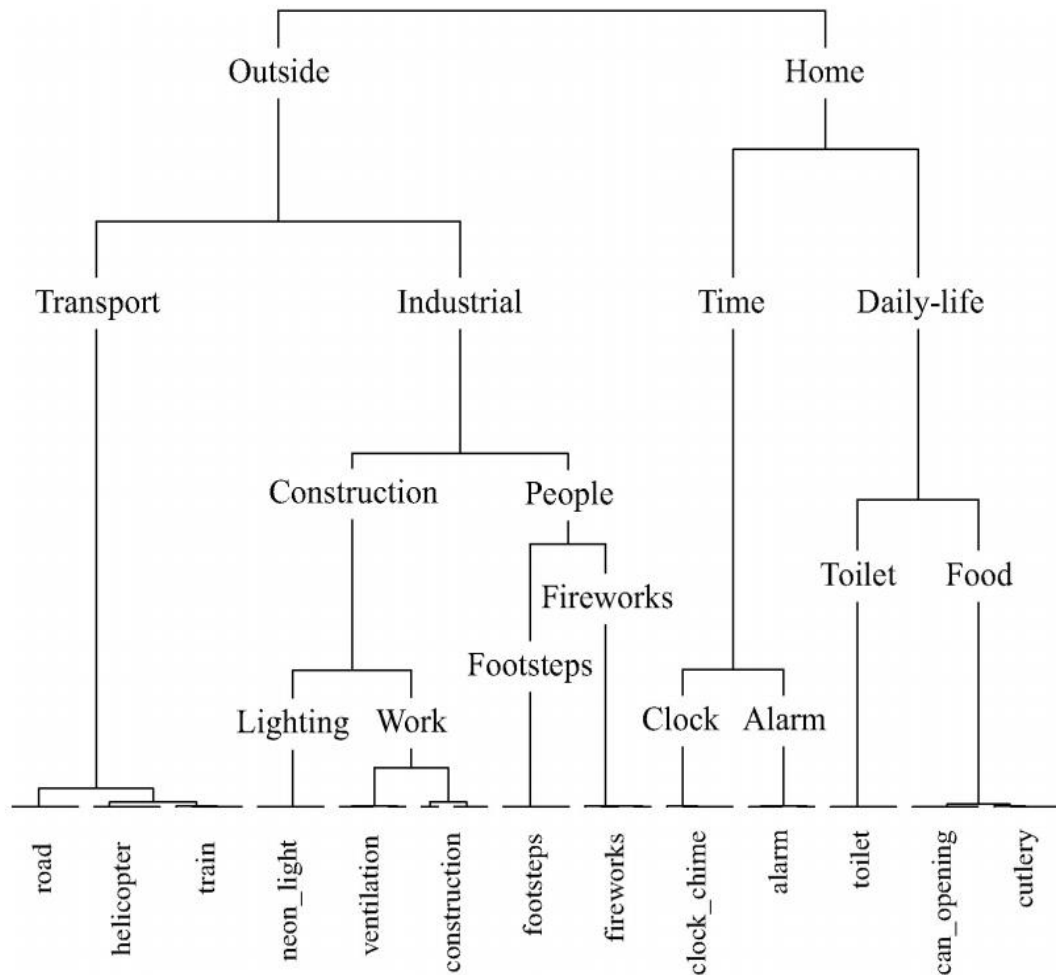 Outside
Home
Transport
Industrial
Time
Daily-life
Construction
People
Toilet
Food
Fireworks
Footsteps
Lighting
Work
Clock
Alarm
road
helicopter
train
neon_light
ventilation
construction
footsteps
fireworks
clock_chime
alarm
toilet
can_opening
cutlery